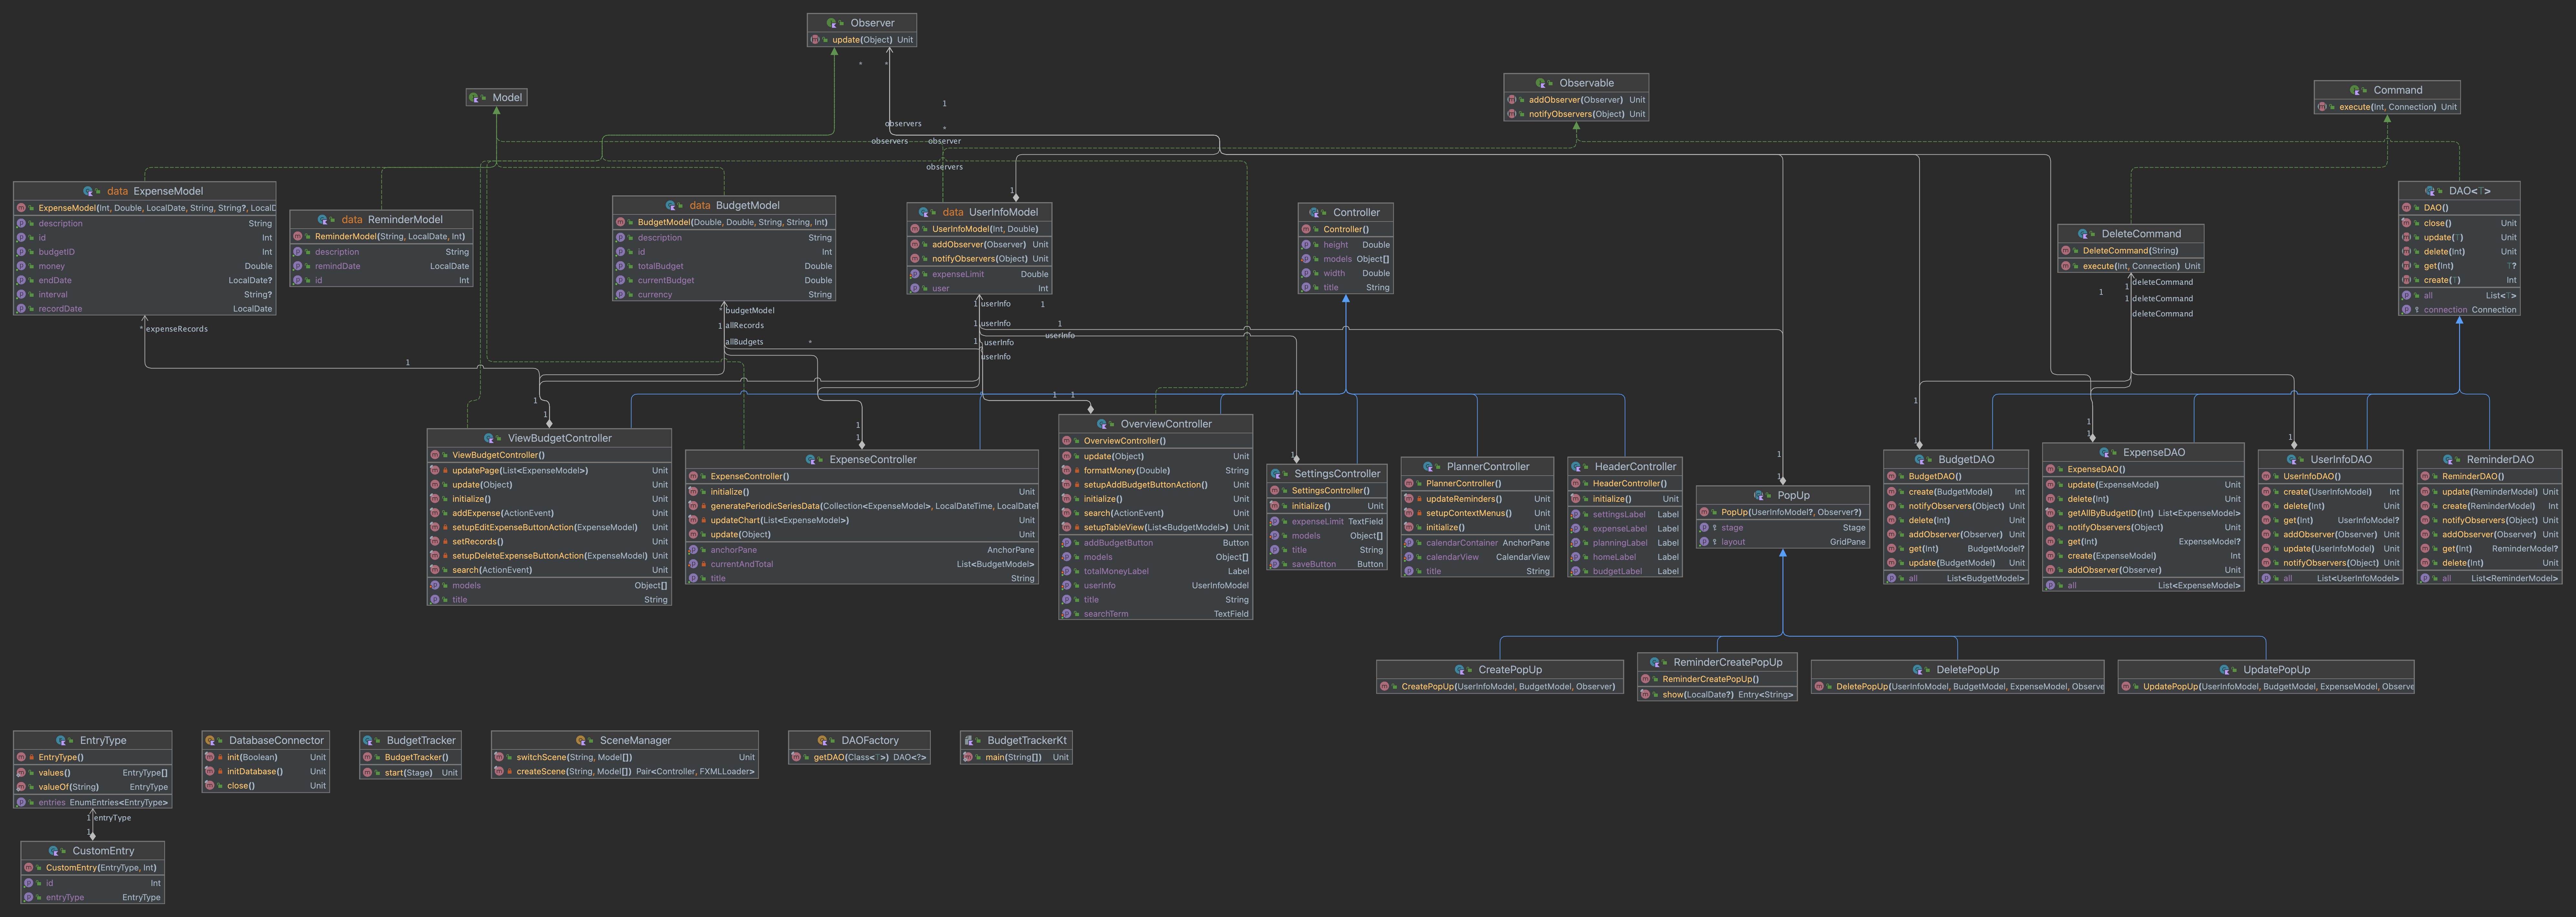 Observer
update(Object) Unit
Model
Observable
addObserver(Observer) Unit
notifyObservers(Object) Unit
Command
execute(Int, Connection) Unit
*
*
1
observers
*
observers
observer
observers
data ExpenseModel
ExpenseModel(Int, Double, LocalDate, String, String?, LocalD
description String
id Int
budgetID Int
money Double
endDate LocalDate?
interval String?
recordDate LocalDate
data ReminderModel
ReminderModel(String, LocalDate, Int)
description String
remindDate LocalDate
id Int
data BudgetModel
BudgetModel(Double, Double, String, String, Int)
description String
id Int
totalBudget Double
currentBudget Double
currency String
1
data UserInfoModel
UserInfoModel(Int, Double)
addObserver(Observer) Unit
notifyObservers(Object) Unit
expenseLimit Double
user Int
Controller
Controller()
height Double
models Object[]
width Double
title String
DeleteCommand
DeleteCommand(String)
execute(Int, Connection) Unit
DAO<T>
DAO()
close() Unit
update(T) Unit
delete(Int) Unit
get(Int) T?
create(T) Int
all List<T>
connection Connection
* expenseRecords
1
* budgetModel
1 allRecords
allBudgets
*
1 userInfo
1
userInfo
1
userInfo
1 userInfo
userInfo
1 deleteCommand
1
1 deleteCommand
deleteCommand
1
1
1
1
1 1
1
1
1
1
1
1
1
1
1
ViewBudgetController
ViewBudgetController()
updatePage(List<ExpenseModel>) Unit
update(Object) Unit
initialize() Unit
addExpense(ActionEvent) Unit
setupEditExpenseButtonAction(ExpenseModel) Unit
setRecords() Unit
setupDeleteExpenseButtonAction(ExpenseModel) Unit
search(ActionEvent) Unit
models Object[]
title String
ExpenseController
ExpenseController()
initialize() Unit
generatePeriodicSeriesData(Collection<ExpenseModel>, LocalDateTime, LocalDateT
updateChart(List<ExpenseModel>) Unit
update(Object) Unit
anchorPane AnchorPane
currentAndTotal List<BudgetModel>
title String
OverviewController
OverviewController()
update(Object) Unit
formatMoney(Double) String
setupAddBudgetButtonAction() Unit
initialize() Unit
search(ActionEvent) Unit
setupTableView(List<BudgetModel>) Unit
addBudgetButton Button
models Object[]
totalMoneyLabel Label
userInfo UserInfoModel
title String
searchTerm TextField
SettingsController
SettingsController()
initialize() Unit
expenseLimit TextField
models Object[]
title String
saveButton Button
PlannerController
PlannerController()
updateReminders() Unit
setupContextMenus() Unit
initialize() Unit
calendarContainer AnchorPane
calendarView CalendarView
title String
HeaderController
HeaderController()
initialize() Unit
settingsLabel Label
expenseLabel Label
planningLabel Label
homeLabel Label
budgetLabel Label
PopUp
PopUp(UserInfoModel?, Observer?)
stage Stage
layout GridPane
BudgetDAO
BudgetDAO()
create(BudgetModel) Int
notifyObservers(Object) Unit
delete(Int) Unit
addObserver(Observer) Unit
get(Int) BudgetModel?
update(BudgetModel) Unit
all List<BudgetModel>
ExpenseDAO
ExpenseDAO()
update(ExpenseModel) Unit
delete(Int) Unit
getAllByBudgetID(Int) List<ExpenseModel>
notifyObservers(Object) Unit
get(Int) ExpenseModel?
create(ExpenseModel) Int
addObserver(Observer) Unit
all List<ExpenseModel>
UserInfoDAO
UserInfoDAO()
create(UserInfoModel) Int
delete(Int) Unit
get(Int) UserInfoModel?
addObserver(Observer) Unit
update(UserInfoModel) Unit
notifyObservers(Object) Unit
all List<UserInfoModel>
ReminderDAO
ReminderDAO()
update(ReminderModel) Unit
create(ReminderModel) Int
notifyObservers(Object) Unit
addObserver(Observer) Unit
get(Int) ReminderModel?
delete(Int) Unit
all List<ReminderModel>
CreatePopUp
CreatePopUp(UserInfoModel, BudgetModel, Observer)
ReminderCreatePopUp
ReminderCreatePopUp()
show(LocalDate?) Entry<String>
DeletePopUp
DeletePopUp(UserInfoModel, BudgetModel, ExpenseModel, Observe
UpdatePopUp
UpdatePopUp(UserInfoModel, BudgetModel, ExpenseModel, Observe
EntryType
EntryType()
values() EntryType[]
valueOf(String) EntryType
entries EnumEntries<EntryType>
DatabaseConnector
init(Boolean) Unit
initDatabase() Unit
close() Unit
BudgetTracker
BudgetTracker()
start(Stage) Unit
SceneManager
switchScene(String, Model[]) Unit
createScene(String, Model[]) Pair<Controller, FXMLLoader>
DAOFactory
getDAO(Class<T>) DAO<?>
BudgetTrackerKt
main(String[]) Unit
1 entryType
1
CustomEntry
CustomEntry(EntryType, Int)
id Int
entryType EntryType